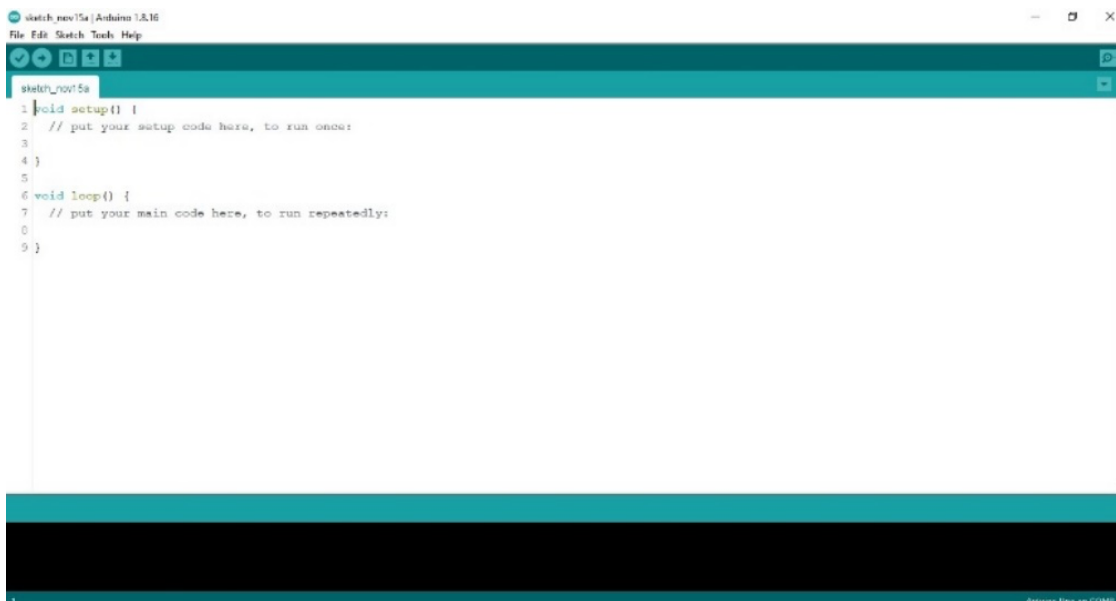 sketch_nov15a | Arduino 1.8.16
File Edit Sketch Tools Help
sketch_nov15a
1 void setup() {
2 // put your setup code here, to run once:
3
4 }
5
6 void loop() {
7 // put your main code here, to run repeatedly:
8
9 }
1